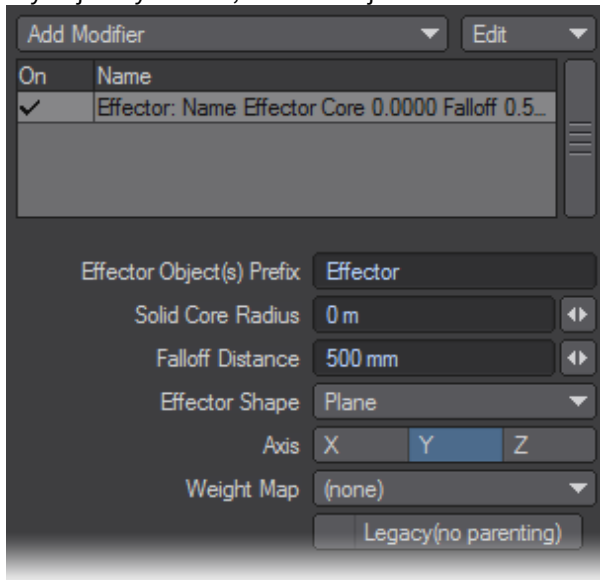 Add Modifier Edit
On Name
Effector: Name Effector Core 0.0000 Falloff 0.5...
Effector Object(s) Prefix Effector
Solid Core Radius 0 m
Falloff Distance 500 mm
Effector Shape Plane
Axis X Y Z
Weight Map (none)
Legacy(no parenting)